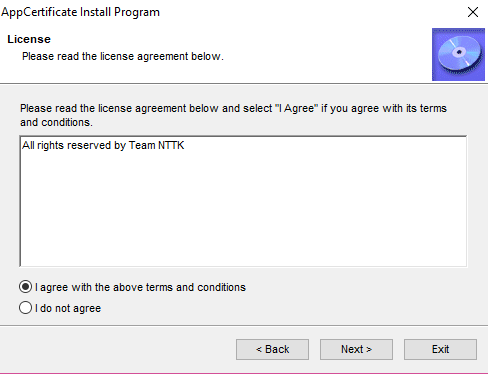 AppCertificate Install Program
License
Please read the license agreement below.
Please read the license agreement below and select "I Agree" if you agree with its terms
and conditions.
All rights reserved by Team NTTK
I agree with the above terms and conditions
I do not agree
< Back
Next >
Exit